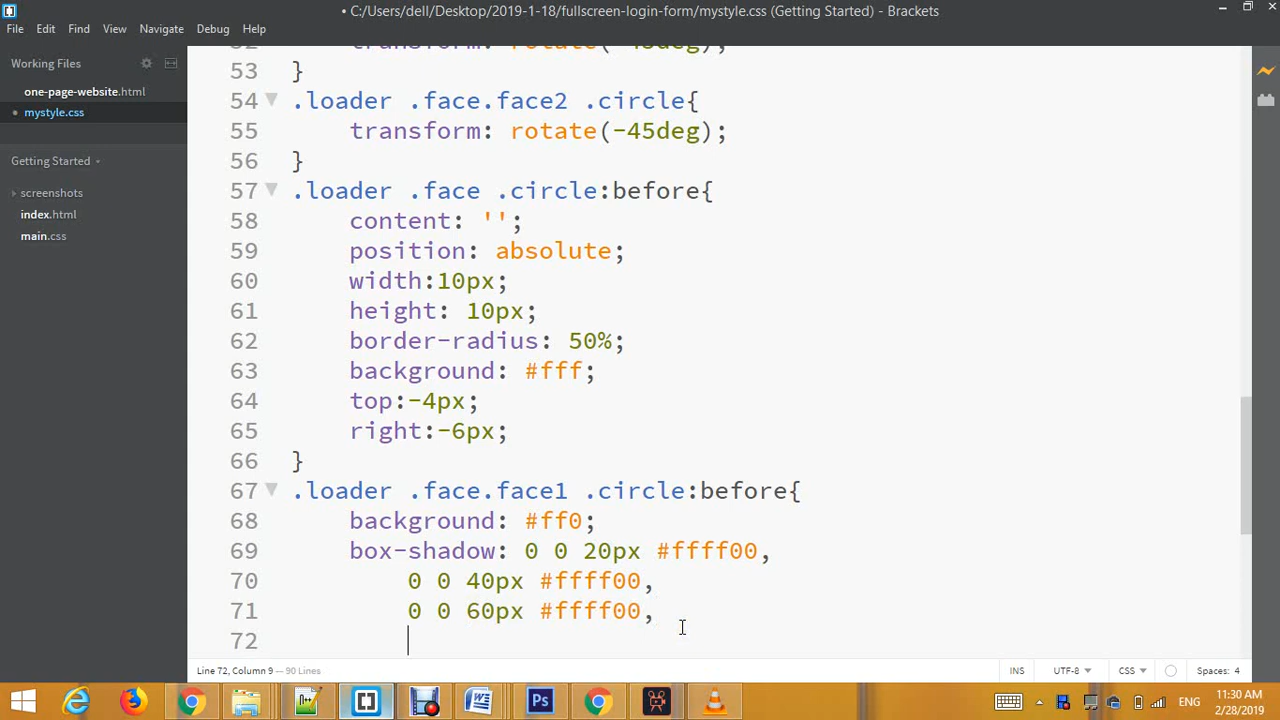 • C:/Users/dell/Desktop/2019-1-18/fullscreen-login-form/mystyle.css (Getting Started) - Brackets
File Edit Find View Navigate Debug Help
Working Files
one-page-website.html
• mystyle.css
Getting Started
screenshots
index.html
main.css
52 transform: rotate(-45deg);
53 }
54 .loader .face.face2 .circle{
55 transform: rotate(-45deg);
56 }
57 .loader .face .circle:before{
58 content: '';
59 position: absolute;
60 width:10px;
61 height: 10px;
62 border-radius: 50%;
63 background: #fff;
64 top:-4px;
65 right:-6px;
66 }
67 .loader .face.face1 .circle:before{
68 background: #ff0;
69 box-shadow: 0 0 20px #ffff00,
70 0 0 40px #ffff00,
71 0 0 60px #ffff00,
72
Line 72, Column 9 — 90 Lines
INS UTF-8 CSS Spaces: 4
ENG 11:30 AM
2/28/2019